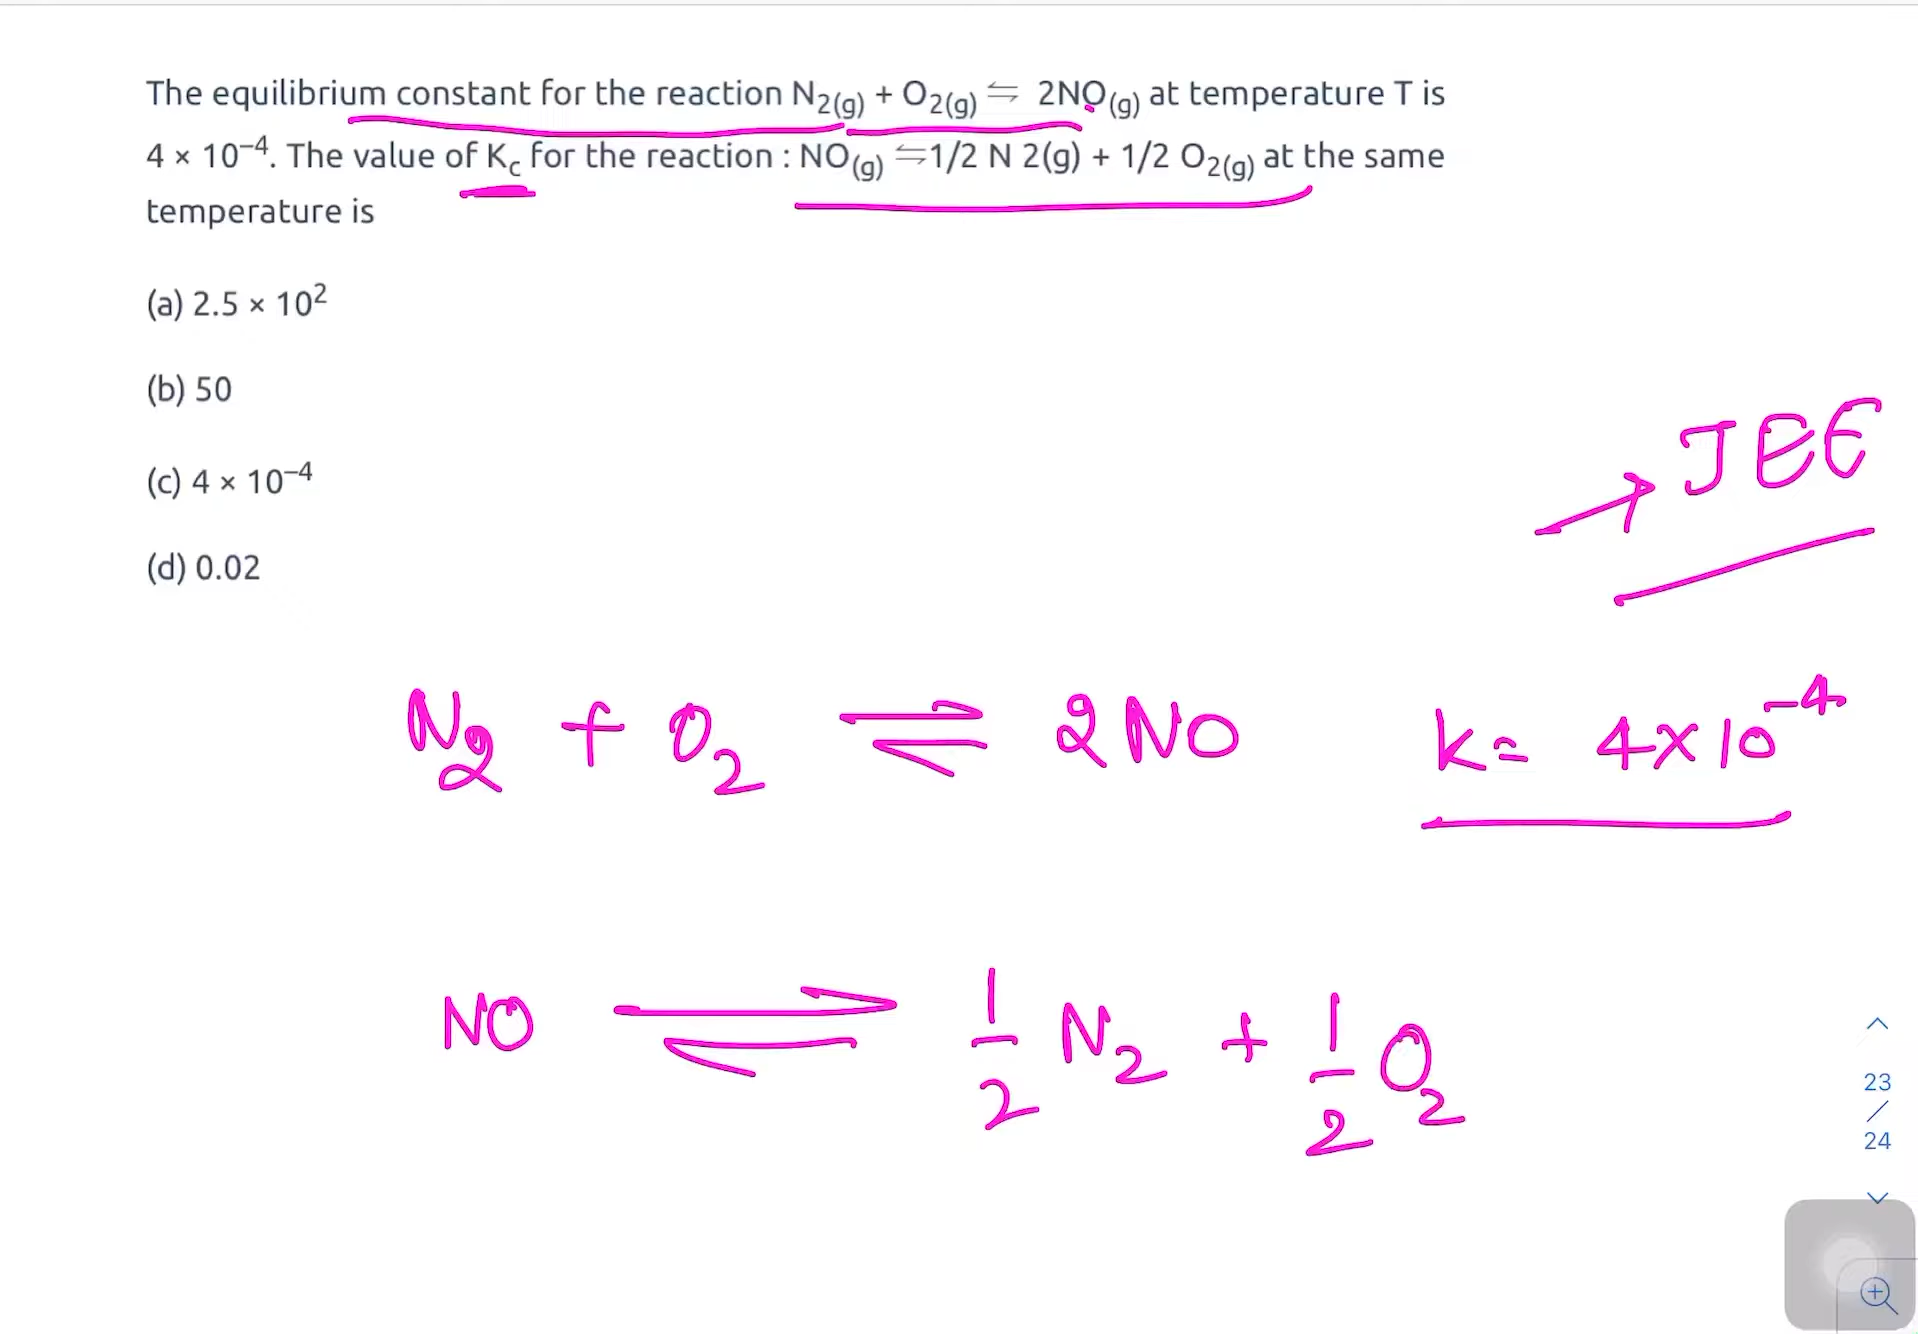 The equilibrium constant for the reaction N₂(g) + O₂(g) ⇋ 2NO(g) at temperature T is
4 × 10⁻⁴. The value of K꜀ for the reaction : NO(g) ⇋1/2 N 2(g) + 1/2 O₂(g) at the same
temperature is
(a) 2.5 × 10²
(b) 50
(c) 4 × 10⁻⁴
(d) 0.02
→ JEE
N₂ + O₂ ⇌ 2NO k= 4×10⁻⁴
NO ⇌ 1/2 N₂ + 1/2 O₂
23
/
24